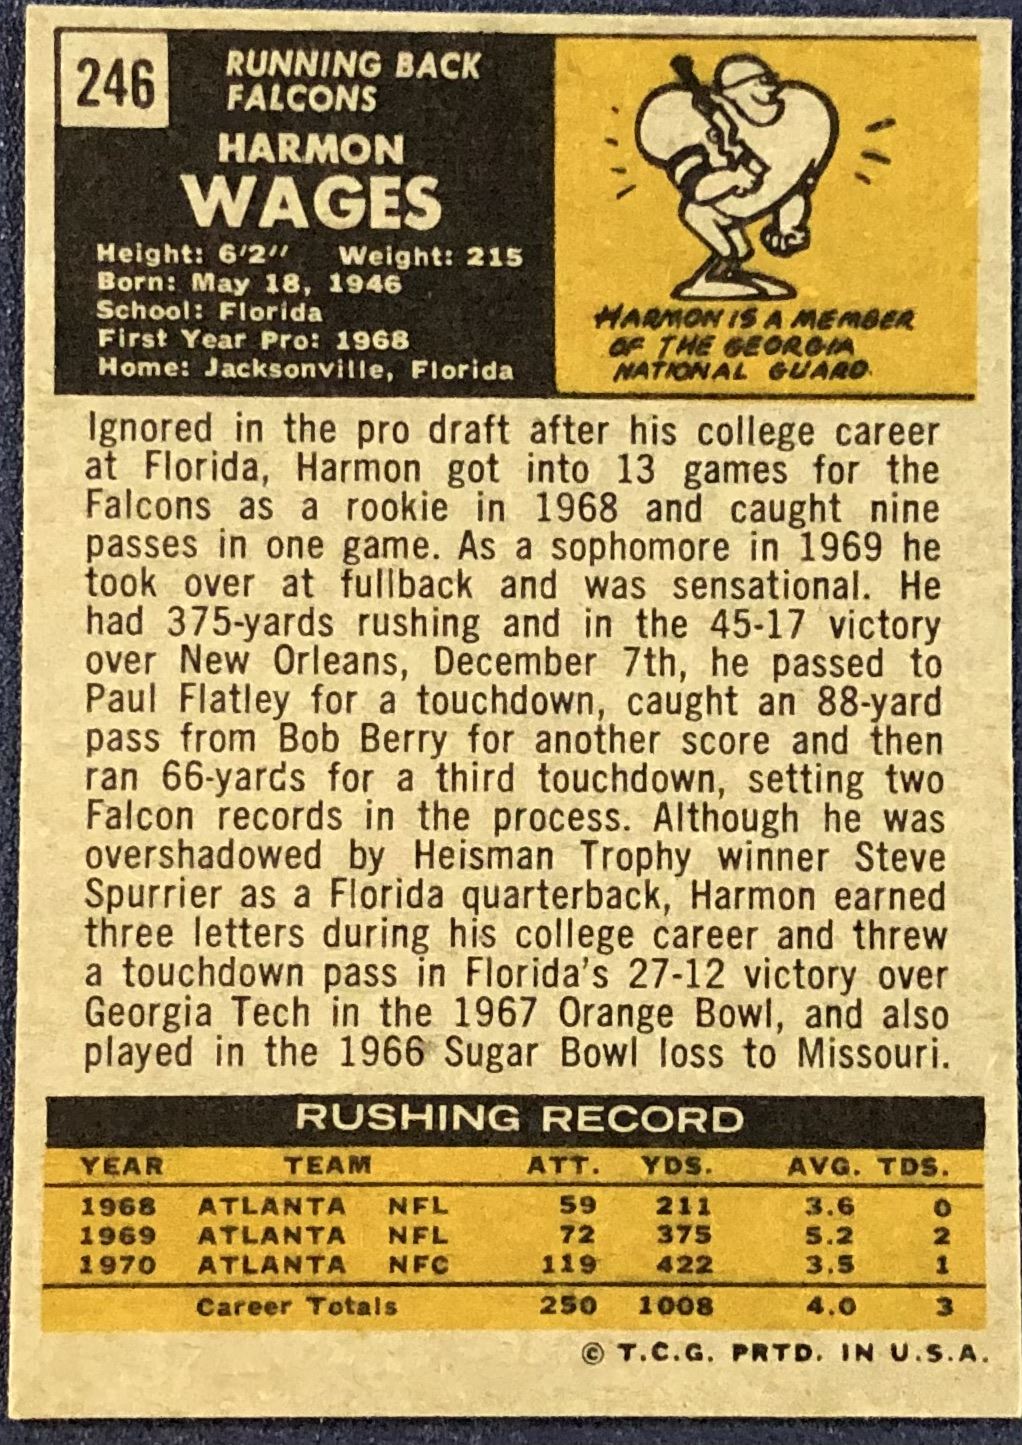 246
RUNNING BACK
FALCONS
HARMON
WAGES
Height: 6'2" Weight: 215
Born: May 18, 1946
School: Florida
First Year Pro: 1968
Home: Jacksonville, Florida
HARMON IS A MEMBER
OF THE GEORGIA
NATIONAL GUARD.
Ignored in the pro draft after his college career
at Florida, Harmon got into 13 games for the
Falcons as a rookie in 1968 and caught nine
passes in one game. As a sophomore in 1969 he
took over at fullback and was sensational. He
had 375-yards rushing and in the 45-17 victory
over New Orleans, December 7th, he passed to
Paul Flatley for a touchdown, caught an 88-yard
pass from Bob Berry for another score and then
ran 66-yards for a third touchdown, setting two
Falcon records in the process. Although he was
overshadowed by Heisman Trophy winner Steve
Spurrier as a Florida quarterback, Harmon earned
three letters during his college career and threw
a touchdown pass in Florida's 27-12 victory over
Georgia Tech in the 1967 Orange Bowl, and also
played in the 1966 Sugar Bowl loss to Missouri.
RUSHING RECORD
YEAR TEAM ATT. YDS. AVG. TDS.
1968 ATLANTA NFL 59 211 3.6 0
1969 ATLANTA NFL 72 375 5.2 2
1970 ATLANTA NFC 119 422 3.5 1
Career Totals 250 1008 4.0 3
© T.C.G. PRTD. IN U.S.A.